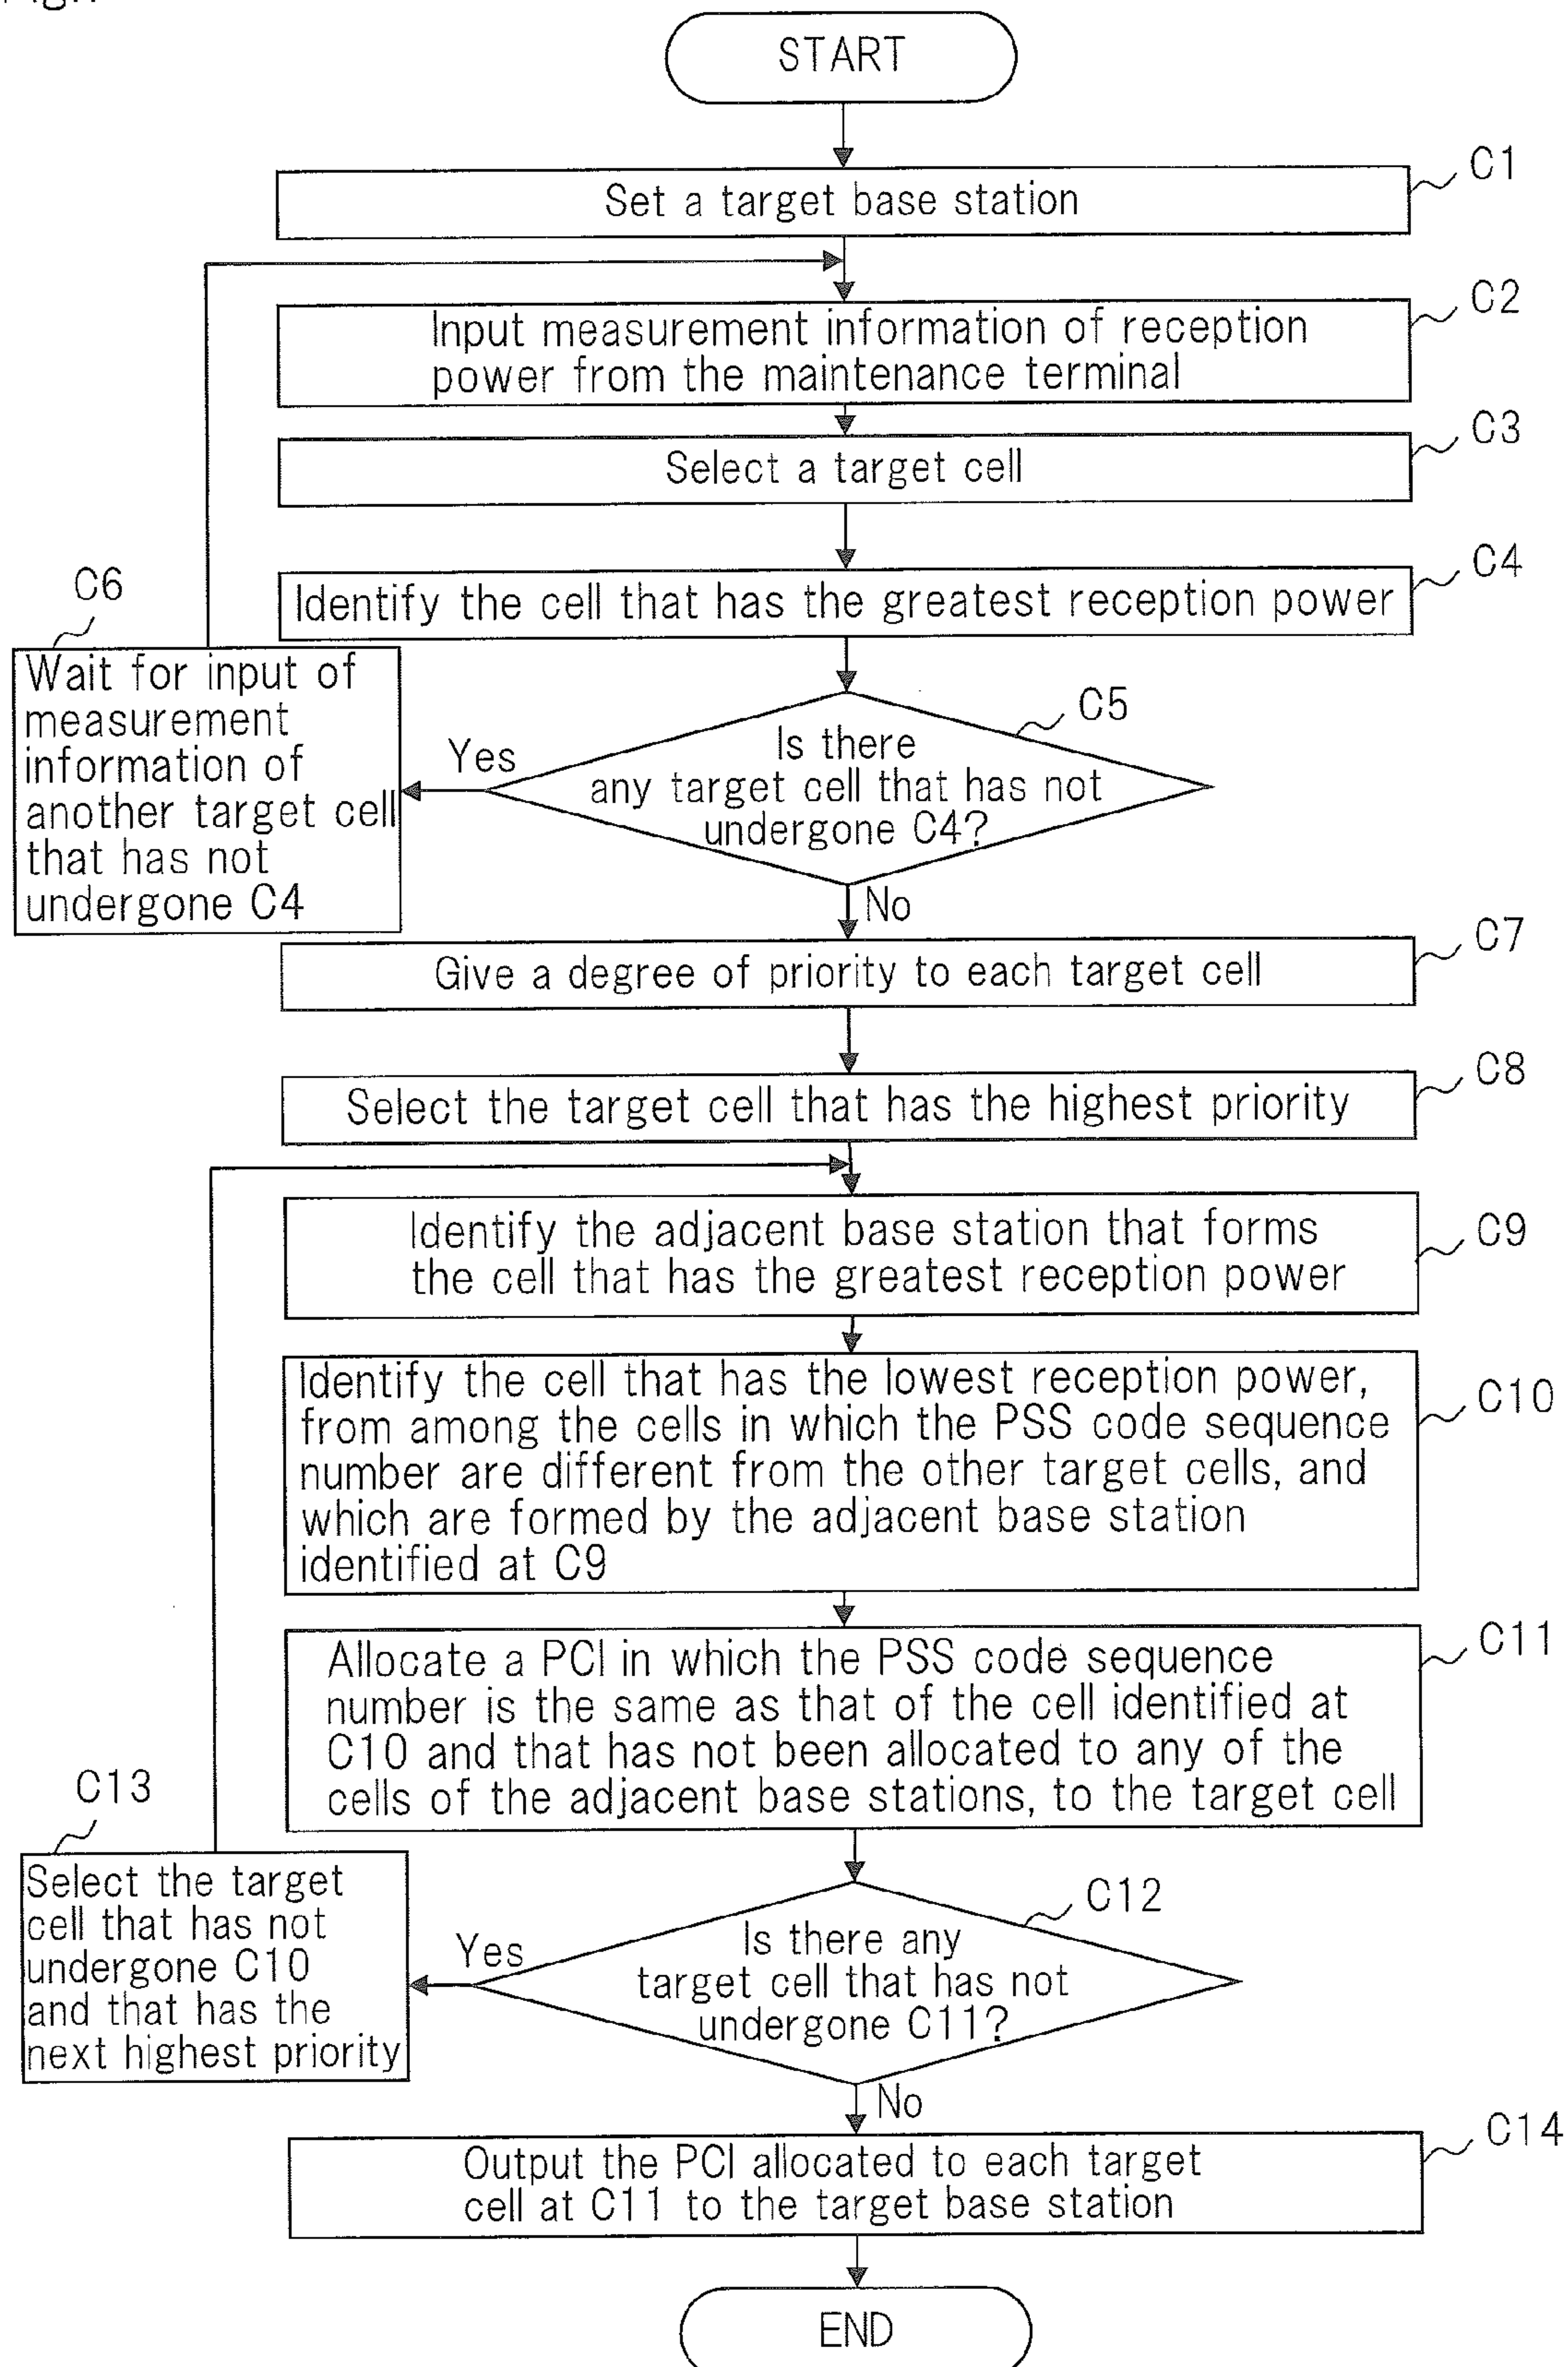 START
C1
Set a target base station
C2
Input measurement information of reception
power from the maintenance terminal
C3
Select a target cell
C4
Identify the cell that has the greatest reception power
C6
Wait for input of
measurement
information of
another target cell
that has not
undergone C4
C5
Is there
any target cell that has not
undergone C4?
Yes
No
C7
Give a degree of priority to each target cell
C8
Select the target cell that has the highest priority
C9
Identify the adjacent base station that forms
the cell that has the greatest reception power
C10
Identify the cell that has the lowest reception power,
from among the cells in which the PSS code sequence
number are different from the other target cells, and
which are formed by the adjacent base station
identified at C9
C11
Allocate a PCI in which the PSS code sequence
number is the same as that of the cell identified at
C10 and that has not been allocated to any of the
cells of the adjacent base stations, to the target cell
C13
Select the target
cell that has not
undergone C10
and that has the
next highest priority
C12
Is there any
target cell that has not
undergone C11?
Yes
No
C14
Output the PCI allocated to each target
cell at C11 to the target base station
END